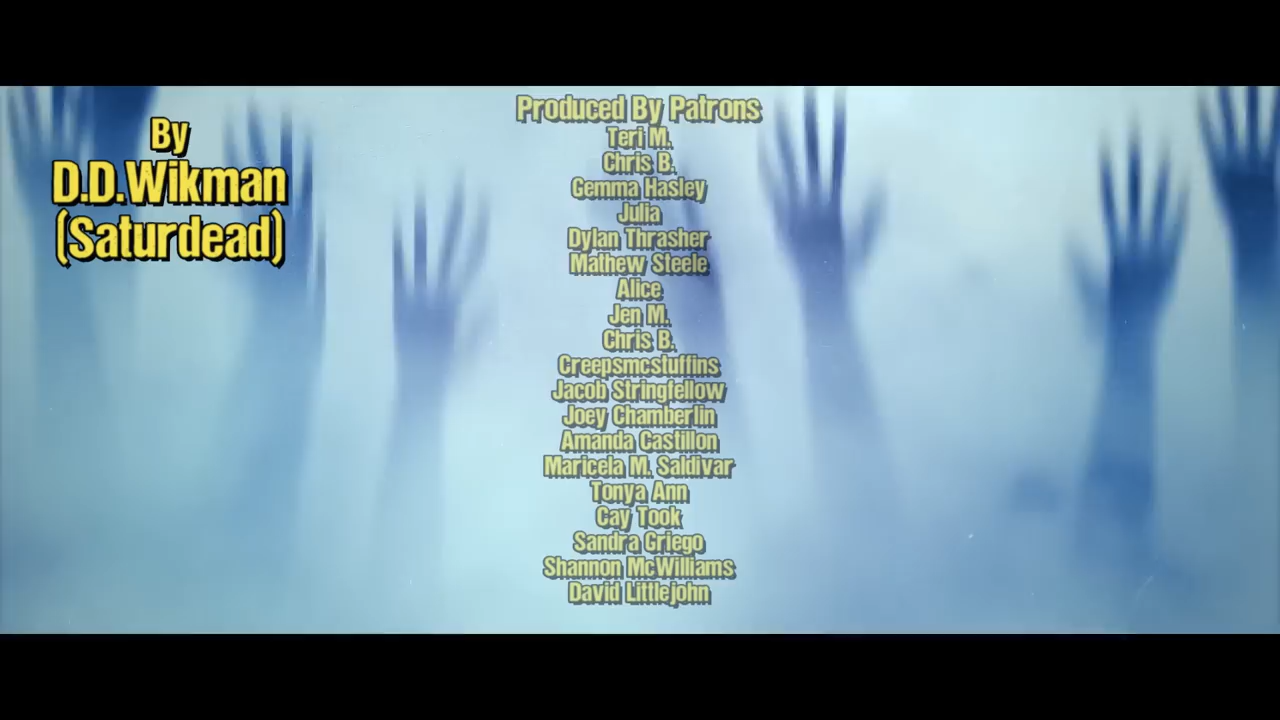 By
D.D.Wikman
(Saturdead)
Produced By Patrons
Teri M.
Chris B.
Gemma Hasley
Julia
Dylan Thrasher
Mathew Steele
Alice
Jen M.
Chris B.
Creepsmcstuffins
Jacob Stringfellow
Joey Chamberlin
Amanda Castillon
Maricela M. Saldivar
Tonya Ann
Cay Took
Sandra Griego
Shannon McWilliams
David Littlejohn